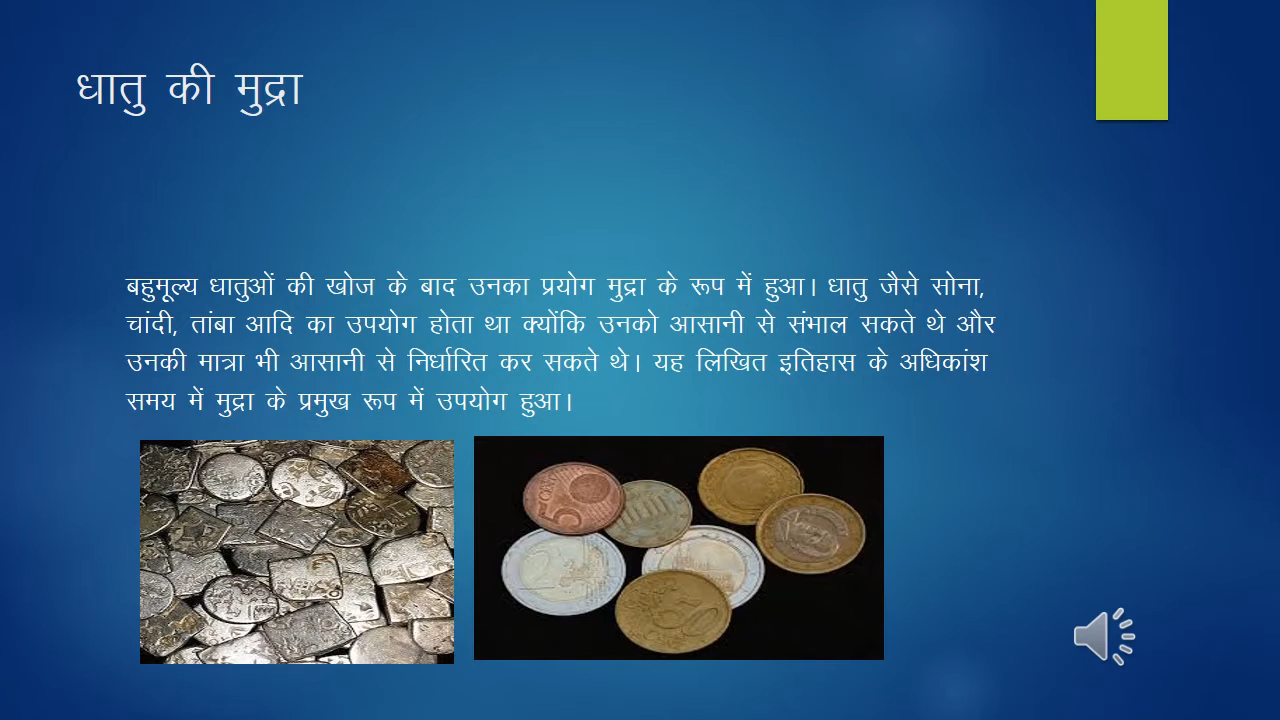 धातु की मुद्रा
बहुमूल्य धातुओं की खोज के बाद उनका प्रयोग मुद्रा के रूप में हुआ। धातु जैसे सोना,
चांदी, तांबा आदि का उपयोग होता था क्योंकि उनको आसानी से संभाल सकते थे और
उनकी मात्रा भी आसानी से निर्धारित कर सकते थे। यह लिखित इतिहास के अधिकांश
समय में मुद्रा के प्रमुख रूप में उपयोग हुआ।